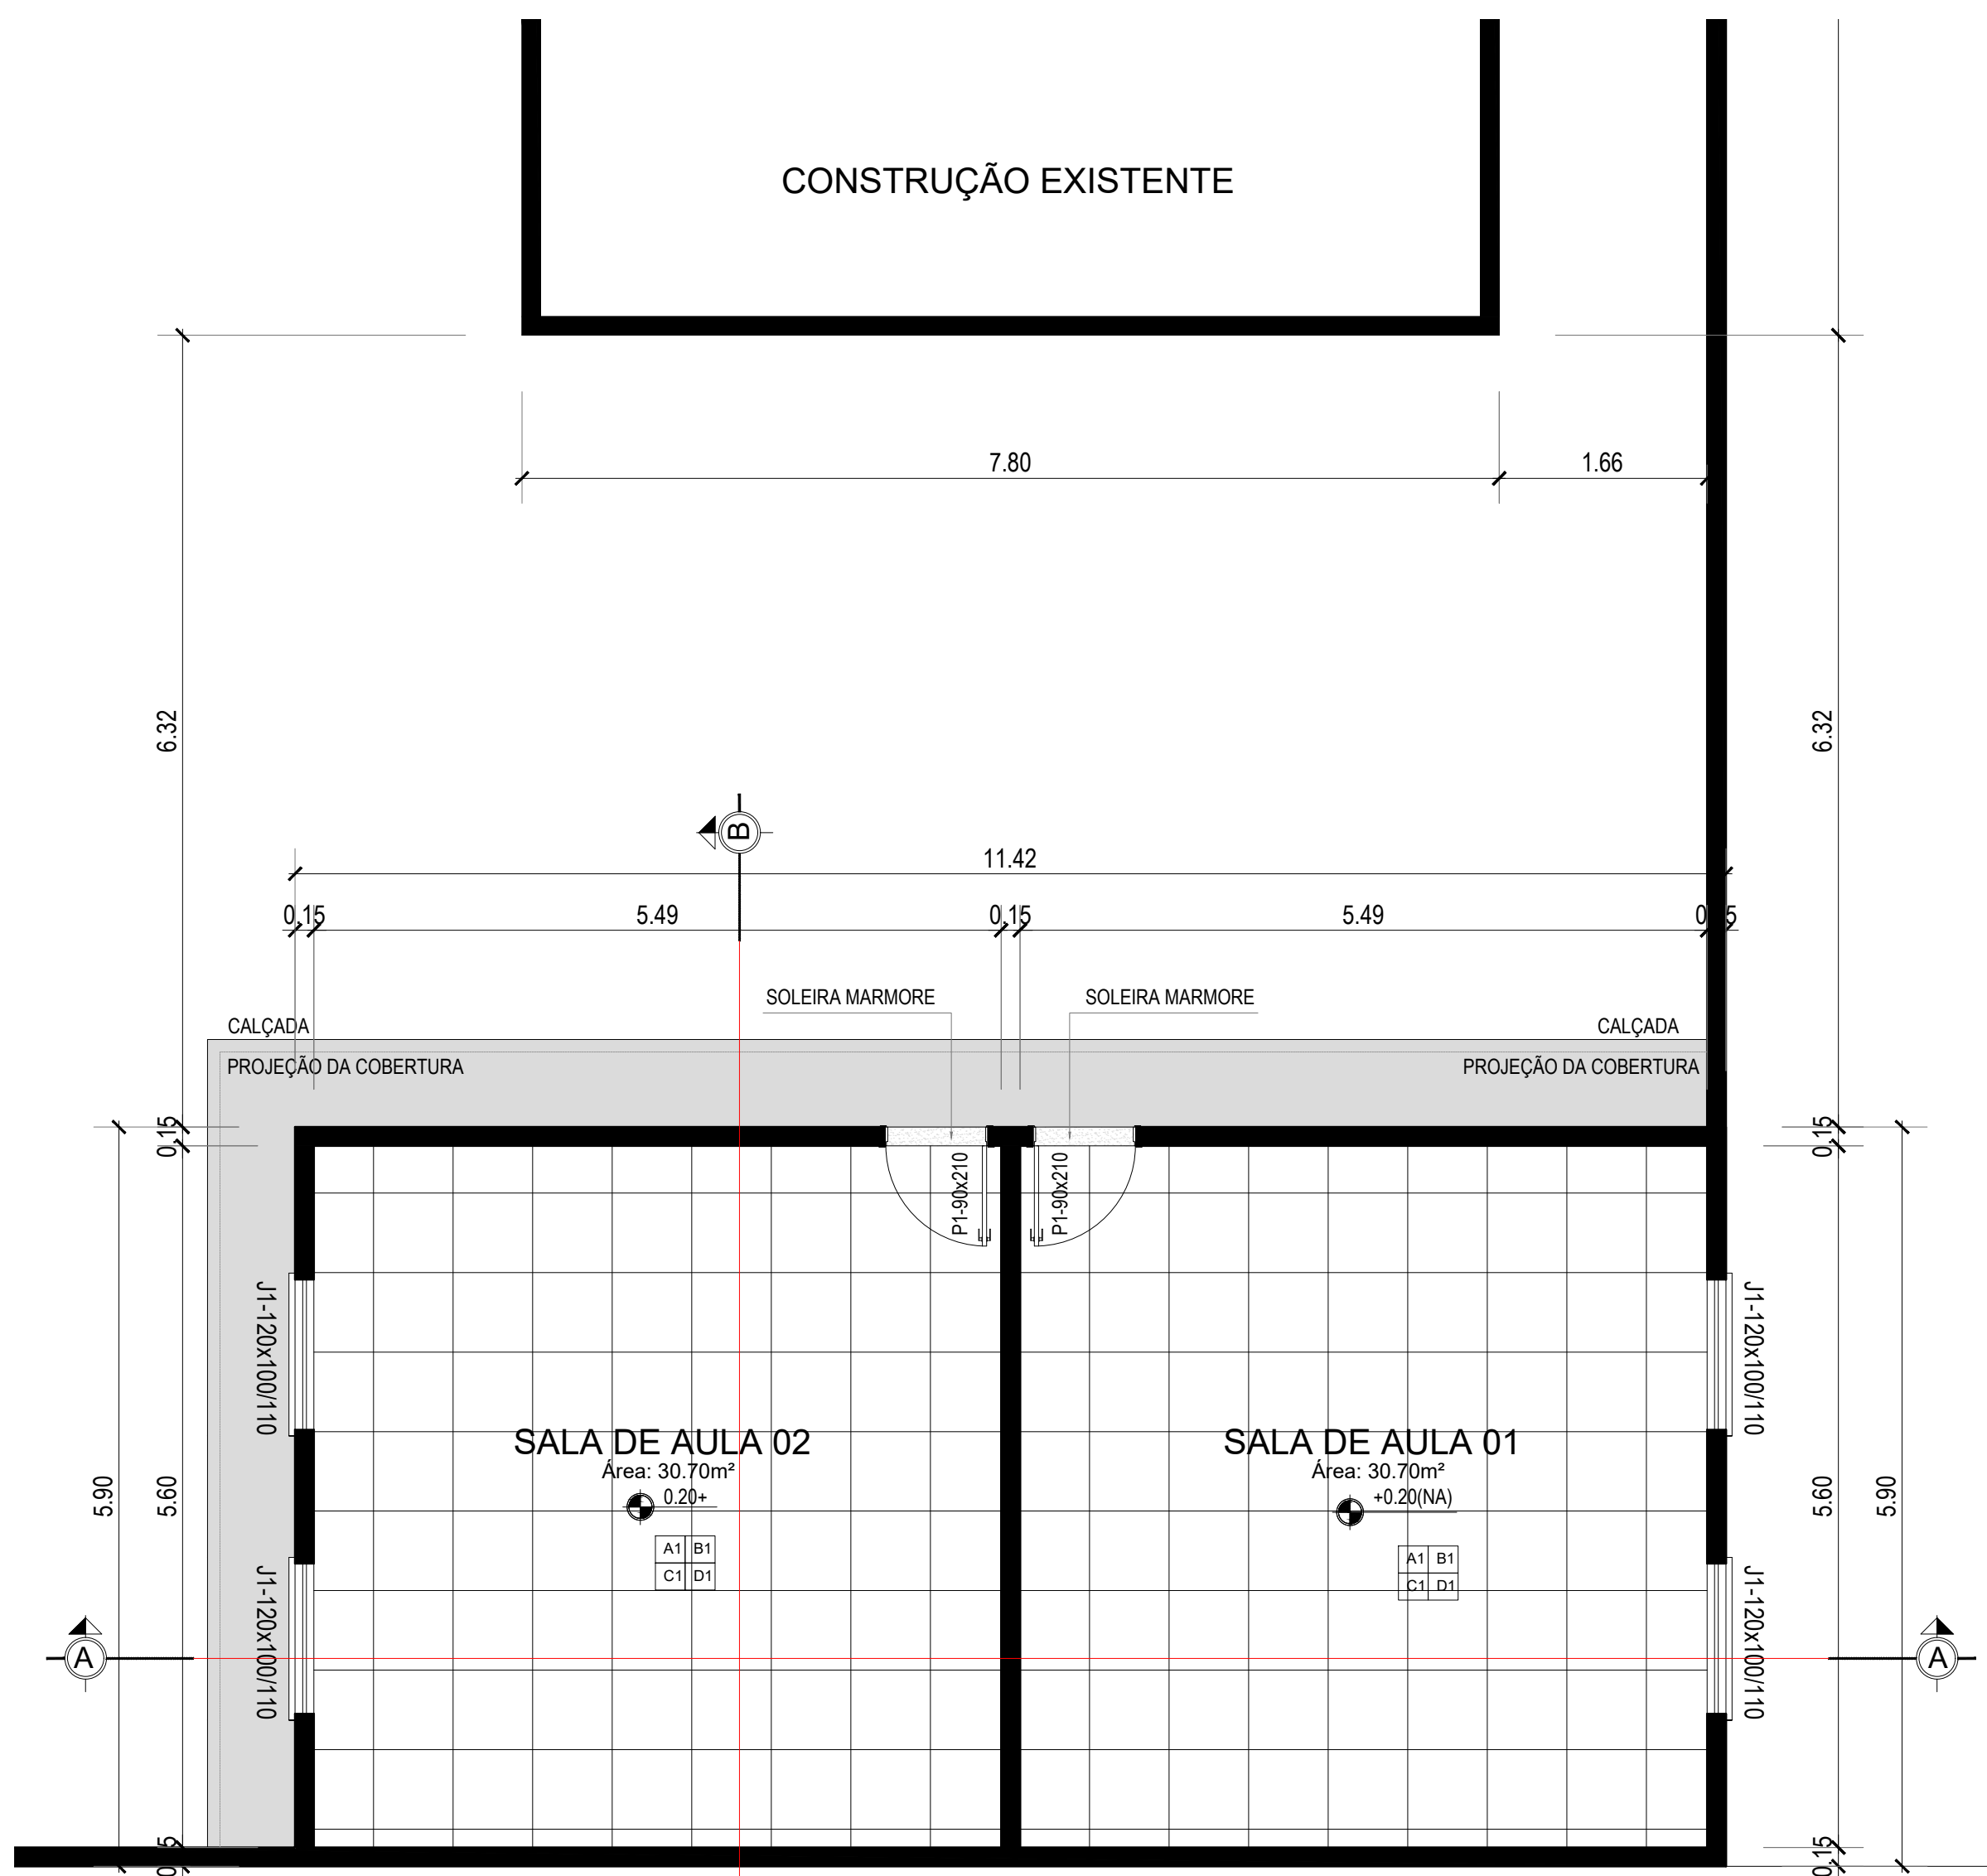 CONSTRUÇÃO EXISTENTE
7.80
1.66
6.32
6.32
B
11.42
0.15
5.49
0.15
5.49
SOLEIRA MARMORE
SOLEIRA MARMORE
CALÇADA
CALÇADA
PROJEÇÃO DA COBERTURA
PROJEÇÃO DA COBERTURA
0.15
0.15
P1-90x210
P1-90x210
J1-120x100/110
J1-120x100/110
SALA DE AULA 02
Área: 30.70m²
0.20+
SALA DE AULA 01
Área: 30.70m²
+0.20(NA)
5.90
5.60
5.60
5.90
A1 B1
C1 D1
A1 B1
C1 D1
J1-120x100/110
J1-120x100/110
A
A
0.15